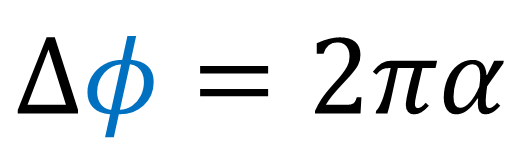 Δϕ = 2πα